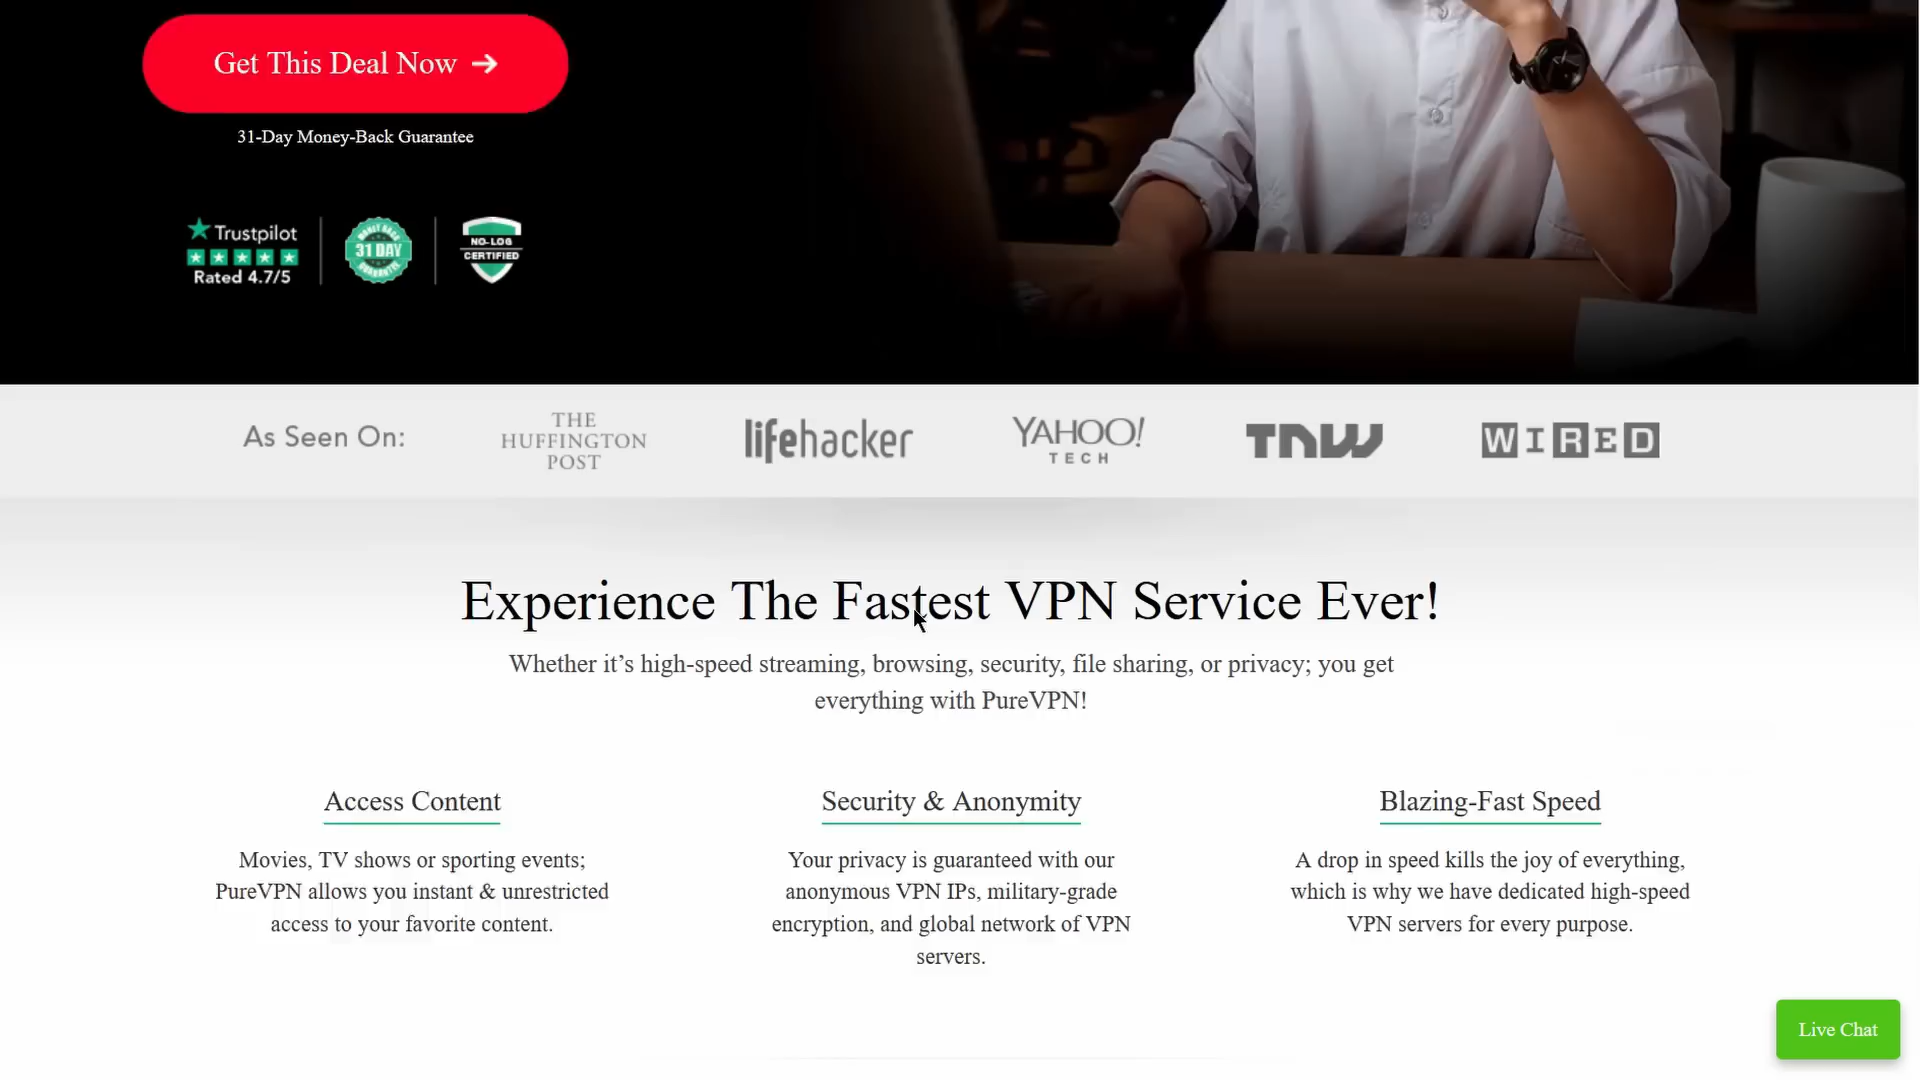 Get This Deal Now
31-Day Money-Back Guarantee
Trustpilot
Rated 4.7/5
MONEY BACK
31 DAY
GUARANTEE
NO-LOG
CERTIFIED
As Seen On:
THE
HUFFINGTON
POST
lifehacker
YAHOO!
TECH
TNW
WIRED
Experience The Fastest VPN Service Ever!
Whether it’s high-speed streaming, browsing, security, file sharing, or privacy; you get
everything with PureVPN!
Access Content
Movies, TV shows or sporting events;
PureVPN allows you instant & unrestricted
access to your favorite content.
Security & Anonymity
Your privacy is guaranteed with our
anonymous VPN IPs, military-grade
encryption, and global network of VPN
servers.
Blazing-Fast Speed
A drop in speed kills the joy of everything,
which is why we have dedicated high-speed
VPN servers for every purpose.
Live Chat